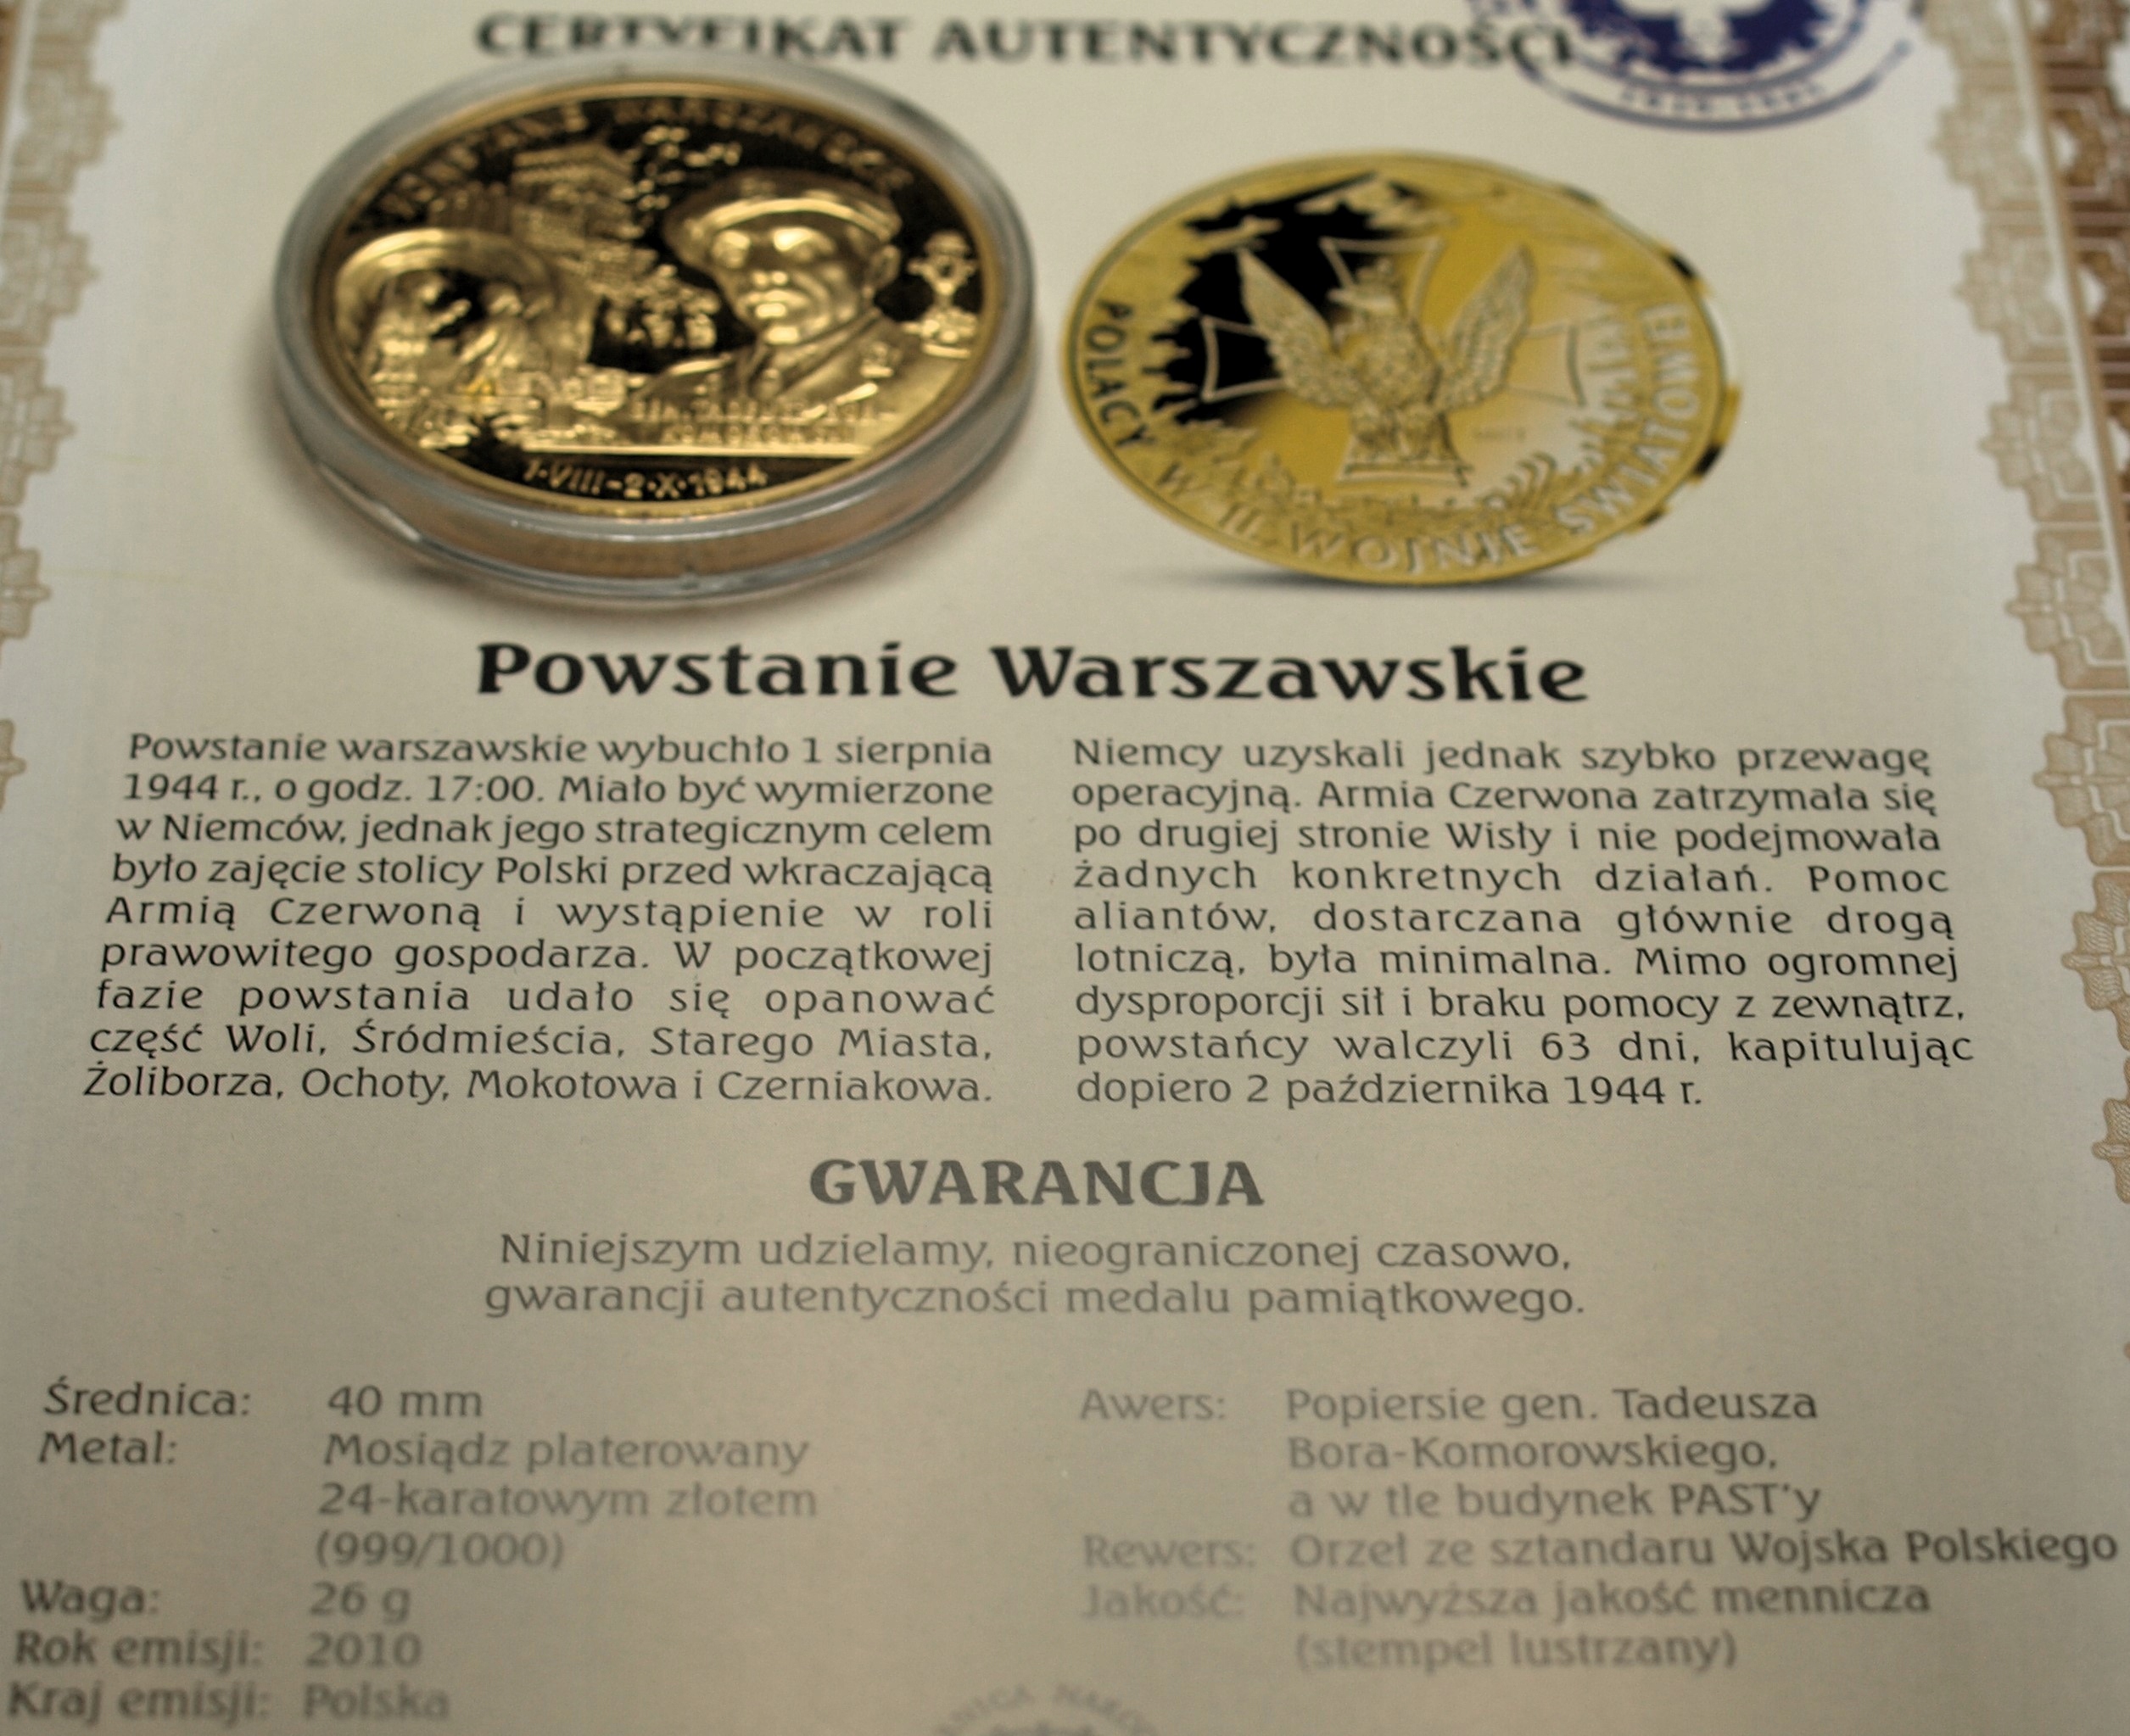 CERTYFIKAT AUTENTYCZNOŚCI
WARSZAWSKIE
1·VIII-2·X·1944
POLACY W II WOJNIE ŚWIATOWEJ
Powstanie Warszawskie
Powstanie warszawskie wybuchło 1 sierpnia
1944 r., o godz. 17:00. Miało być wymierzone
w Niemców, jednak jego strategicznym celem
było zajęcie stolicy Polski przed wkraczającą
Armią Czerwoną i wystąpienie w roli
prawowitego gospodarza. W początkowej
fazie powstania udało się opanować
część Woli, Śródmieścia, Starego Miasta,
Żoliborza, Ochoty, Mokotowa i Czerniakowa.
Niemcy uzyskali jednak szybko przewagę
operacyjną. Armia Czerwona zatrzymała się
po drugiej stronie Wisły i nie podejmowała
żadnych konkretnych działań. Pomoc
aliantów, dostarczana głównie drogą
lotniczą, była minimalna. Mimo ogromnej
dysproporcji sił i braku pomocy z zewnątrz,
powstańcy walczyli 63 dni, kapitulując
dopiero 2 października 1944 r.
GWARANCJA
Niniejszym udzielamy, nieograniczonej czasowo,
gwarancji autentyczności medalu pamiątkowego.
Średnica: 40 mm
Metal: Mosiądz platerowany
24-karatowym złotem
(999/1000)
Waga: 26 g
Rok emisji: 2010
Kraj emisji: Polska
Awers: Popiersie gen. Tadeusza
Bora-Komorowskiego,
a w tle budynek PAST'y
Rewers: Orzeł ze sztandaru Wojska Polskiego
Jakość: Najwyższa jakość mennicza
(stempel lustrzany)